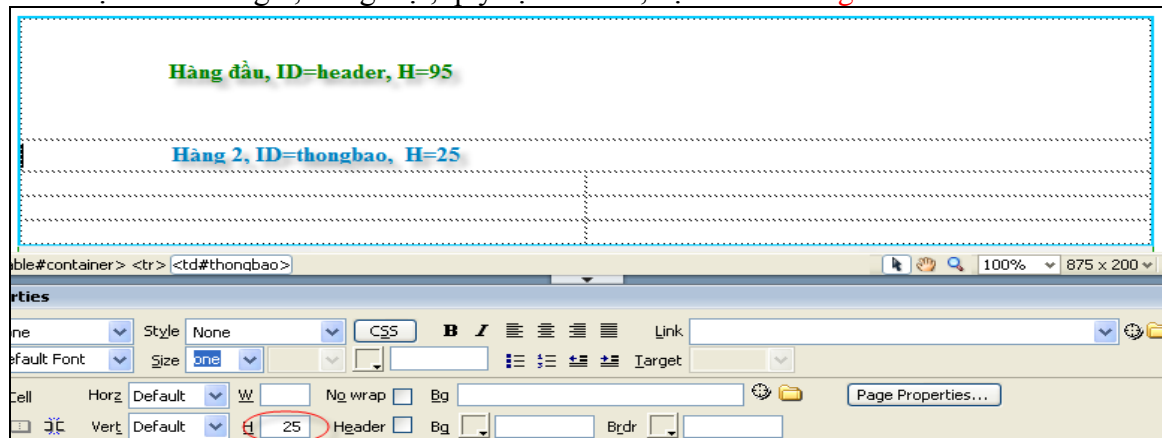 Hàng đầu, ID=header, H=95
Hàng 2, ID=thongbao, H=25
able#container> <tr> <td#thongbao>
100% 875 x 200
rties
one Style None CSS B I Link
efault Font Size one Target
Cell Horz Default W No wrap Bg Page Properties...
Vert Default H 25 Header Bg Brdr